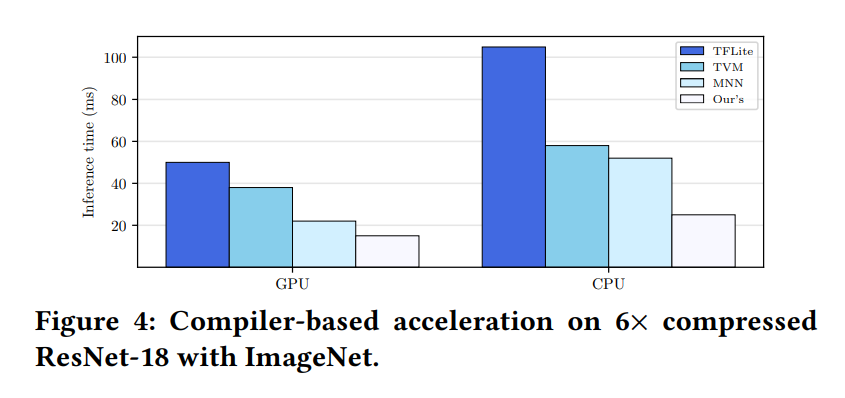 Inference time (ms)
100
80
60
40
20
TFLite
TVM
MNN
Our's
GPU
CPU
Figure 4: Compiler-based acceleration on 6× compressed
ResNet-18 with ImageNet.